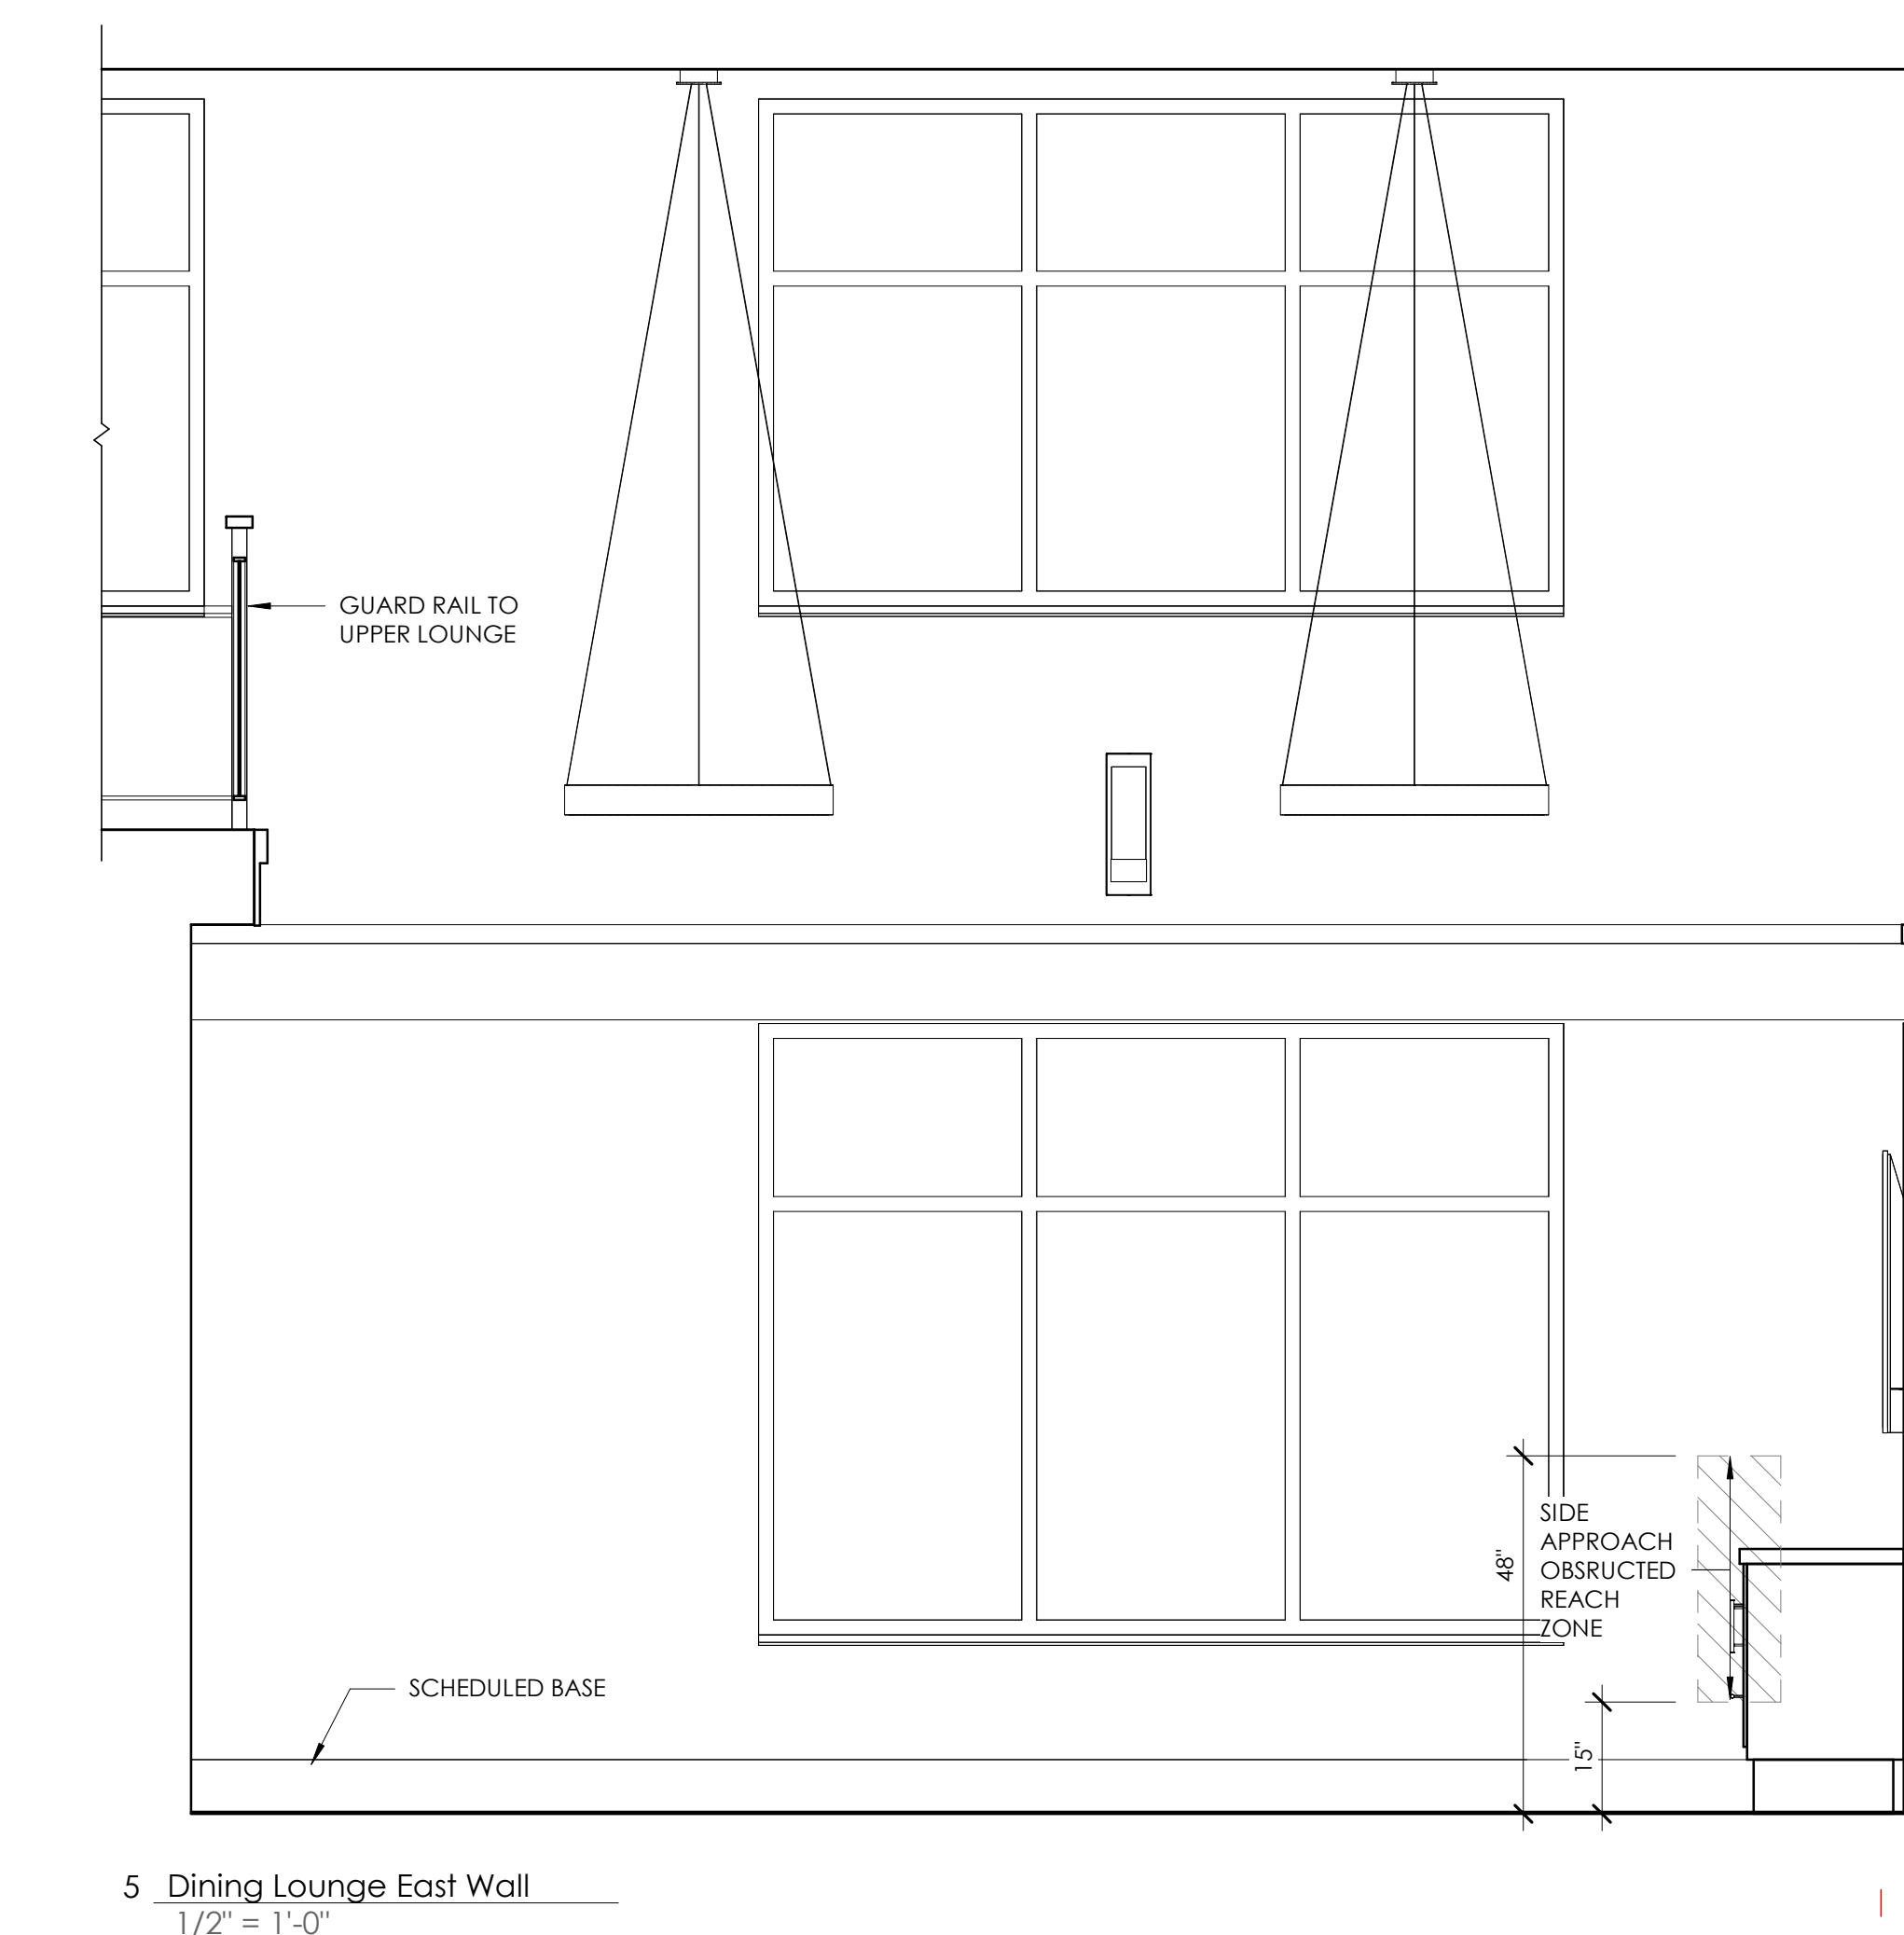 GUARD RAIL TO
UPPER LOUNGE
SIDE
APPROACH
OBSRUCTED
REACH
ZONE
48"
SCHEDULED BASE
15"
5 Dining Lounge East Wall
1/2" = 1'-0"